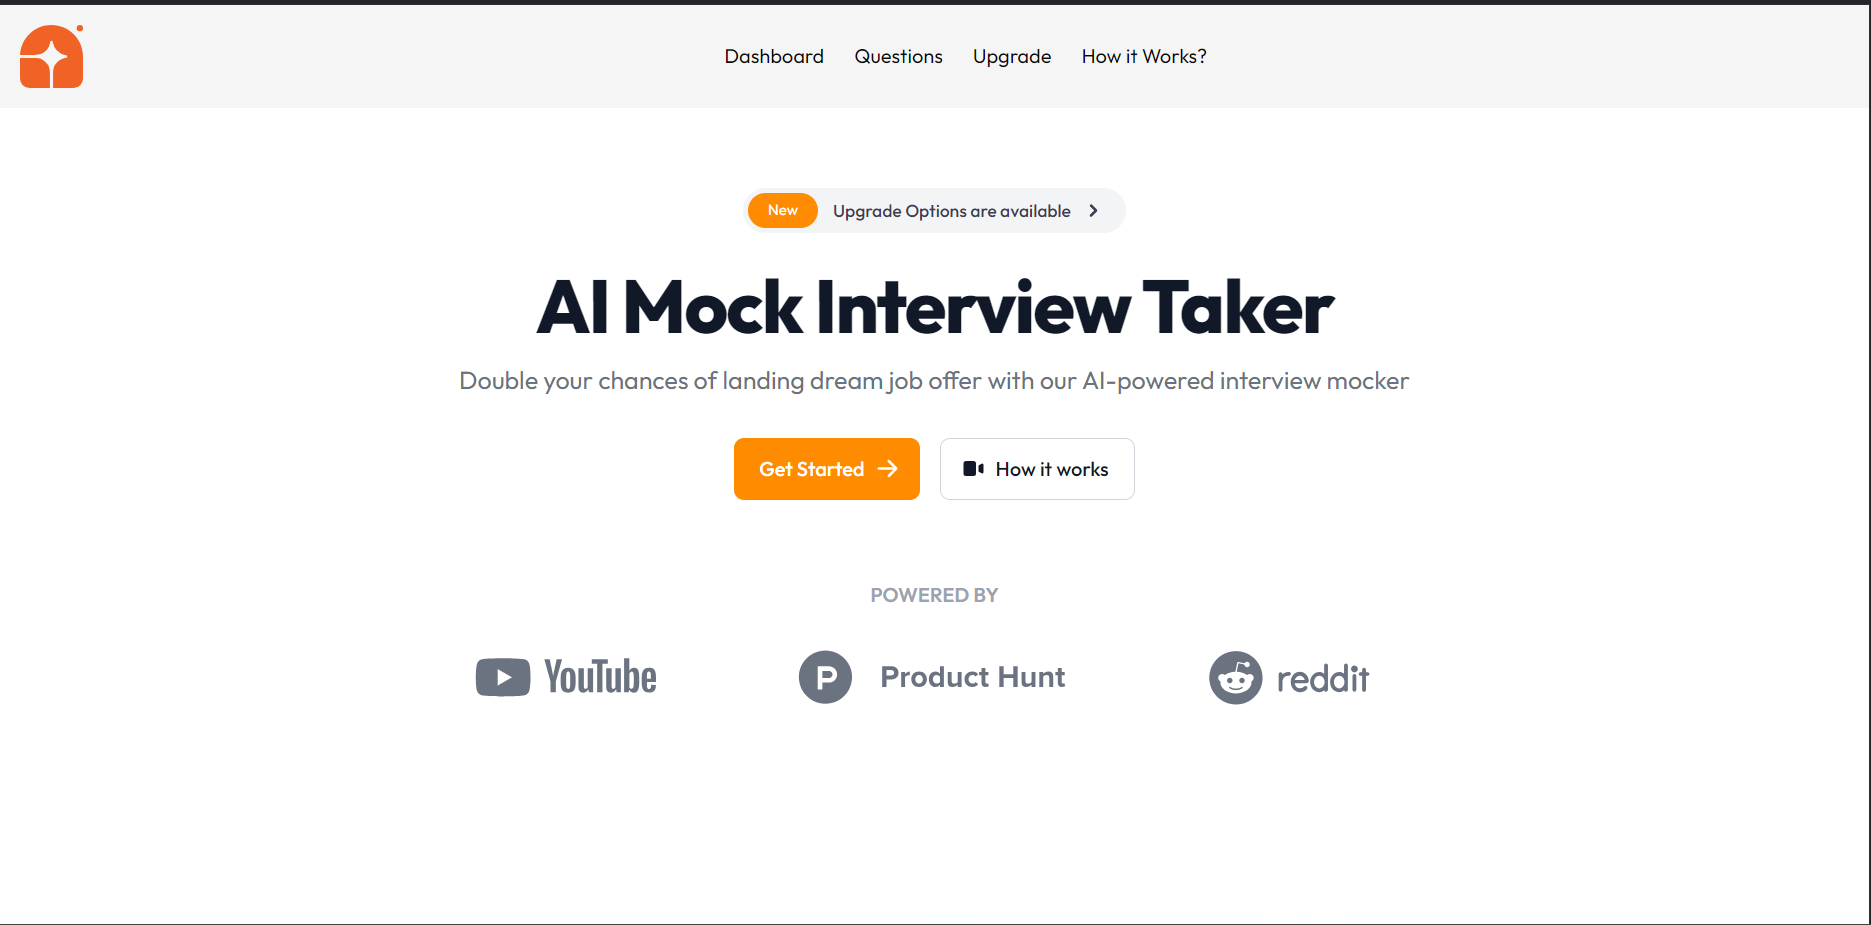 Dashboard Questions Upgrade How it Works?
New Upgrade Options are available
AI Mock Interview Taker
Double your chances of landing dream job offer with our AI-powered interview mocker
Get Started How it works
POWERED BY
YouTube Product Hunt reddit